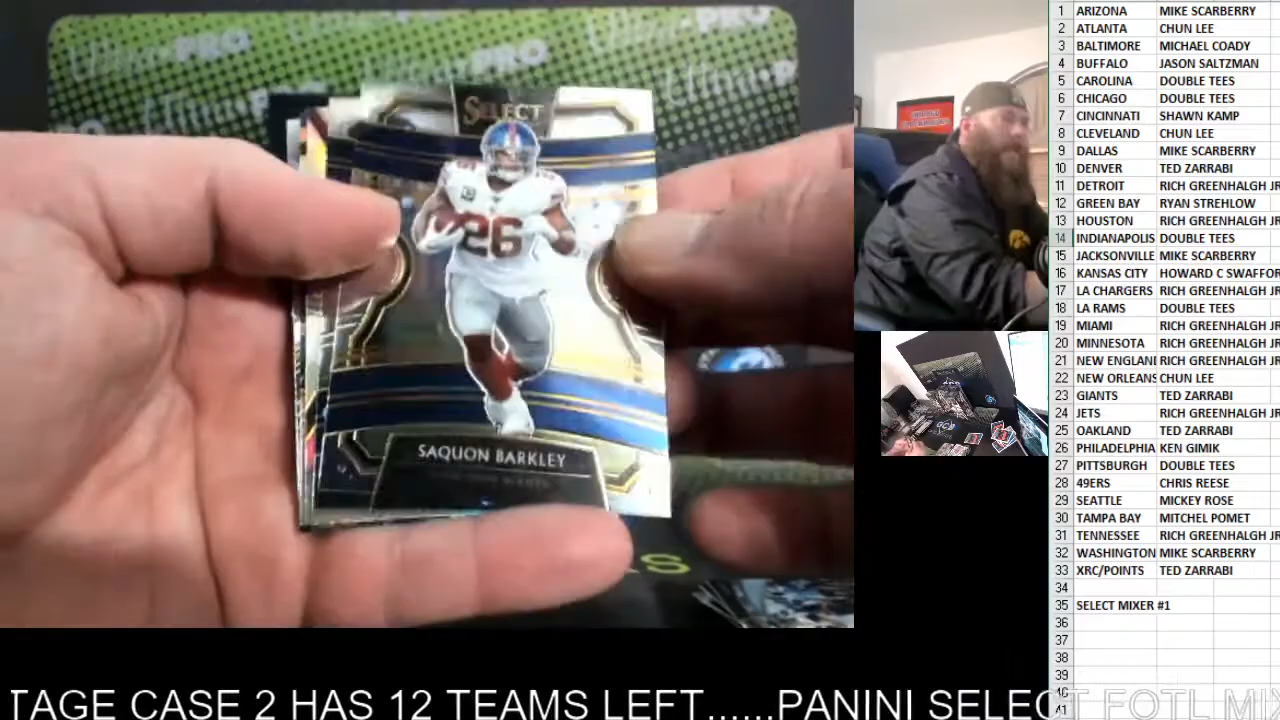 SELECT
26
SAQUON BARKLEY
1 ARIZONA MIKE SCARBERRY
2 ATLANTA CHUN LEE
3 BALTIMORE MICHAEL COADY
4 BUFFALO JASON SALTZMAN
5 CAROLINA DOUBLE TEES
6 CHICAGO DOUBLE TEES
7 CINCINNATI SHAWN KAMP
8 CLEVELAND CHUN LEE
9 DALLAS MIKE SCARBERRY
10 DENVER TED ZARRABI
11 DETROIT RICH GREENHALGH JR
12 GREEN BAY RYAN STREHLOW
13 HOUSTON RICH GREENHALGH JR
14 INDIANAPOLIS DOUBLE TEES
15 JACKSONVILLE MIKE SCARBERRY
16 KANSAS CITY HOWARD C SWAFFOR
17 LA CHARGERS RICH GREENHALGH JR
18 LA RAMS DOUBLE TEES
19 MIAMI RICH GREENHALGH JR
20 MINNESOTA RICH GREENHALGH JR
21 NEW ENGLANI RICH GREENHALGH JR
22 NEW ORLEANS CHUN LEE
23 GIANTS TED ZARRABI
24 JETS RICH GREENHALGH JR
25 OAKLAND TED ZARRABI
26 PHILADELPHIA KEN GIMIK
27 PITTSBURGH DOUBLE TEES
28 49ERS CHRIS REESE
29 SEATTLE MICKEY ROSE
30 TAMPA BAY MITCHEL POMET
31 TENNESSEE RICH GREENHALGH JR
32 WASHINGTON MIKE SCARBERRY
33 XRC/POINTS TED ZARRABI
34
35 SELECT MIXER #1
36
37
38
39
40
41
TAGE CASE 2 HAS 12 TEAMS LEFT......PANINI SELECT FOTL MIX